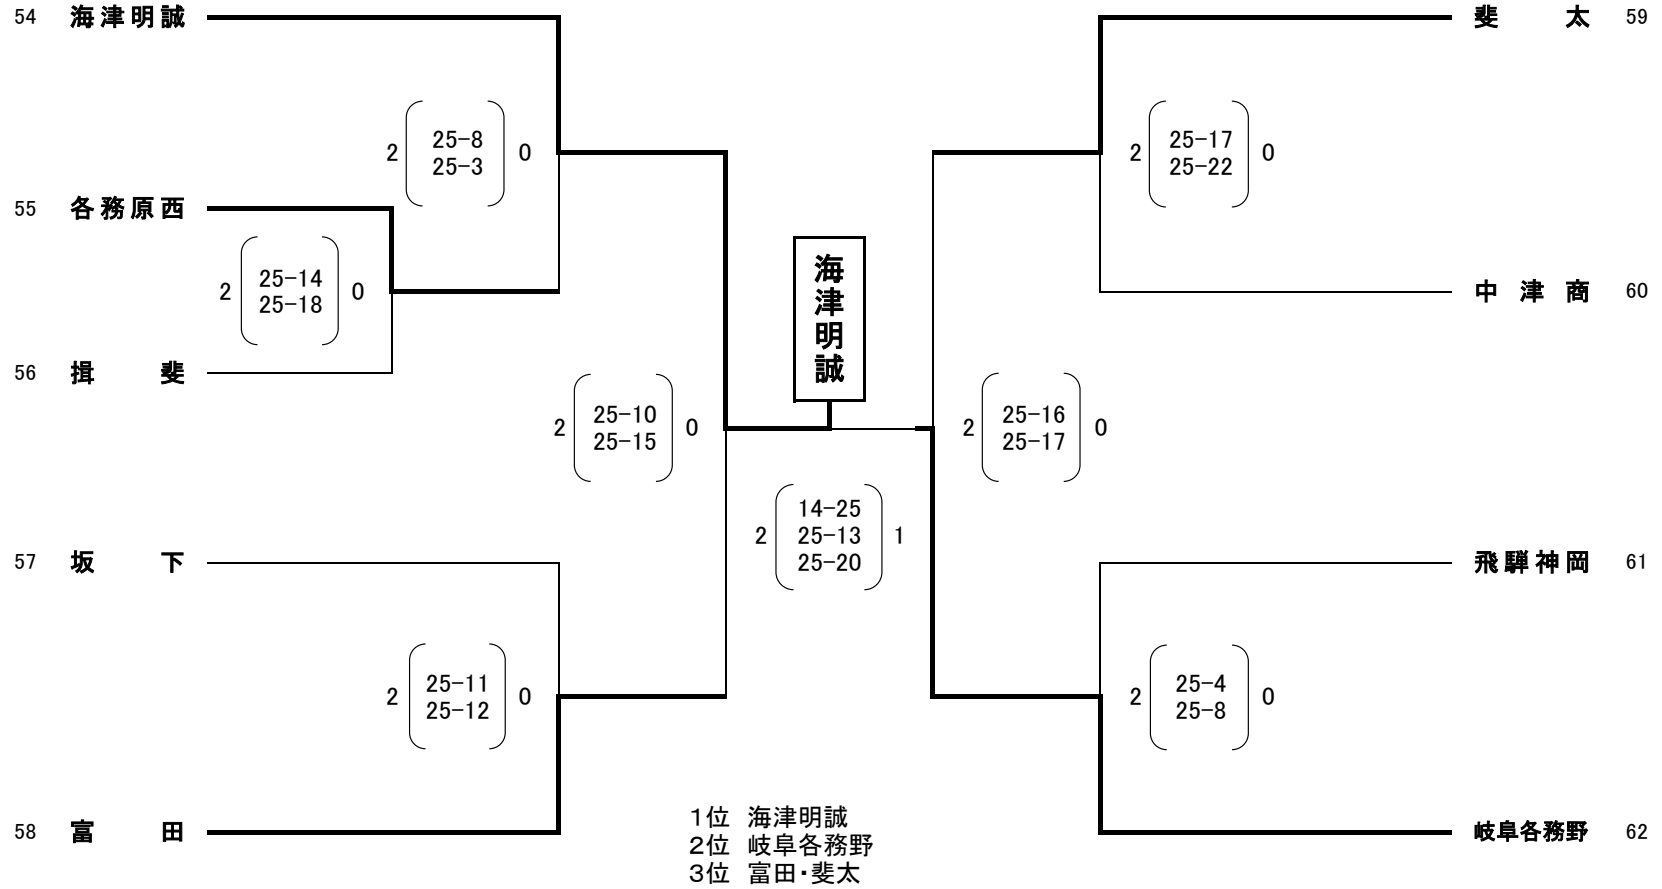 54 海津明誠
斐太 59
25-8
2 0
25-3
25-17
2 0
25-22
55 各務原西
25-14
2 0
25-18
海津明誠
中津商 60
56 揖斐
25-10
2 0
25-15
25-16
2 0
25-17
14-25
2 25-13 1
25-20
57 坂下
飛騨神岡 61
25-11
2 0
25-12
25-4
2 0
25-8
58 富田
岐阜各務野 62
1位 海津明誠
2位 岐阜各務野
3位 富田・斐太